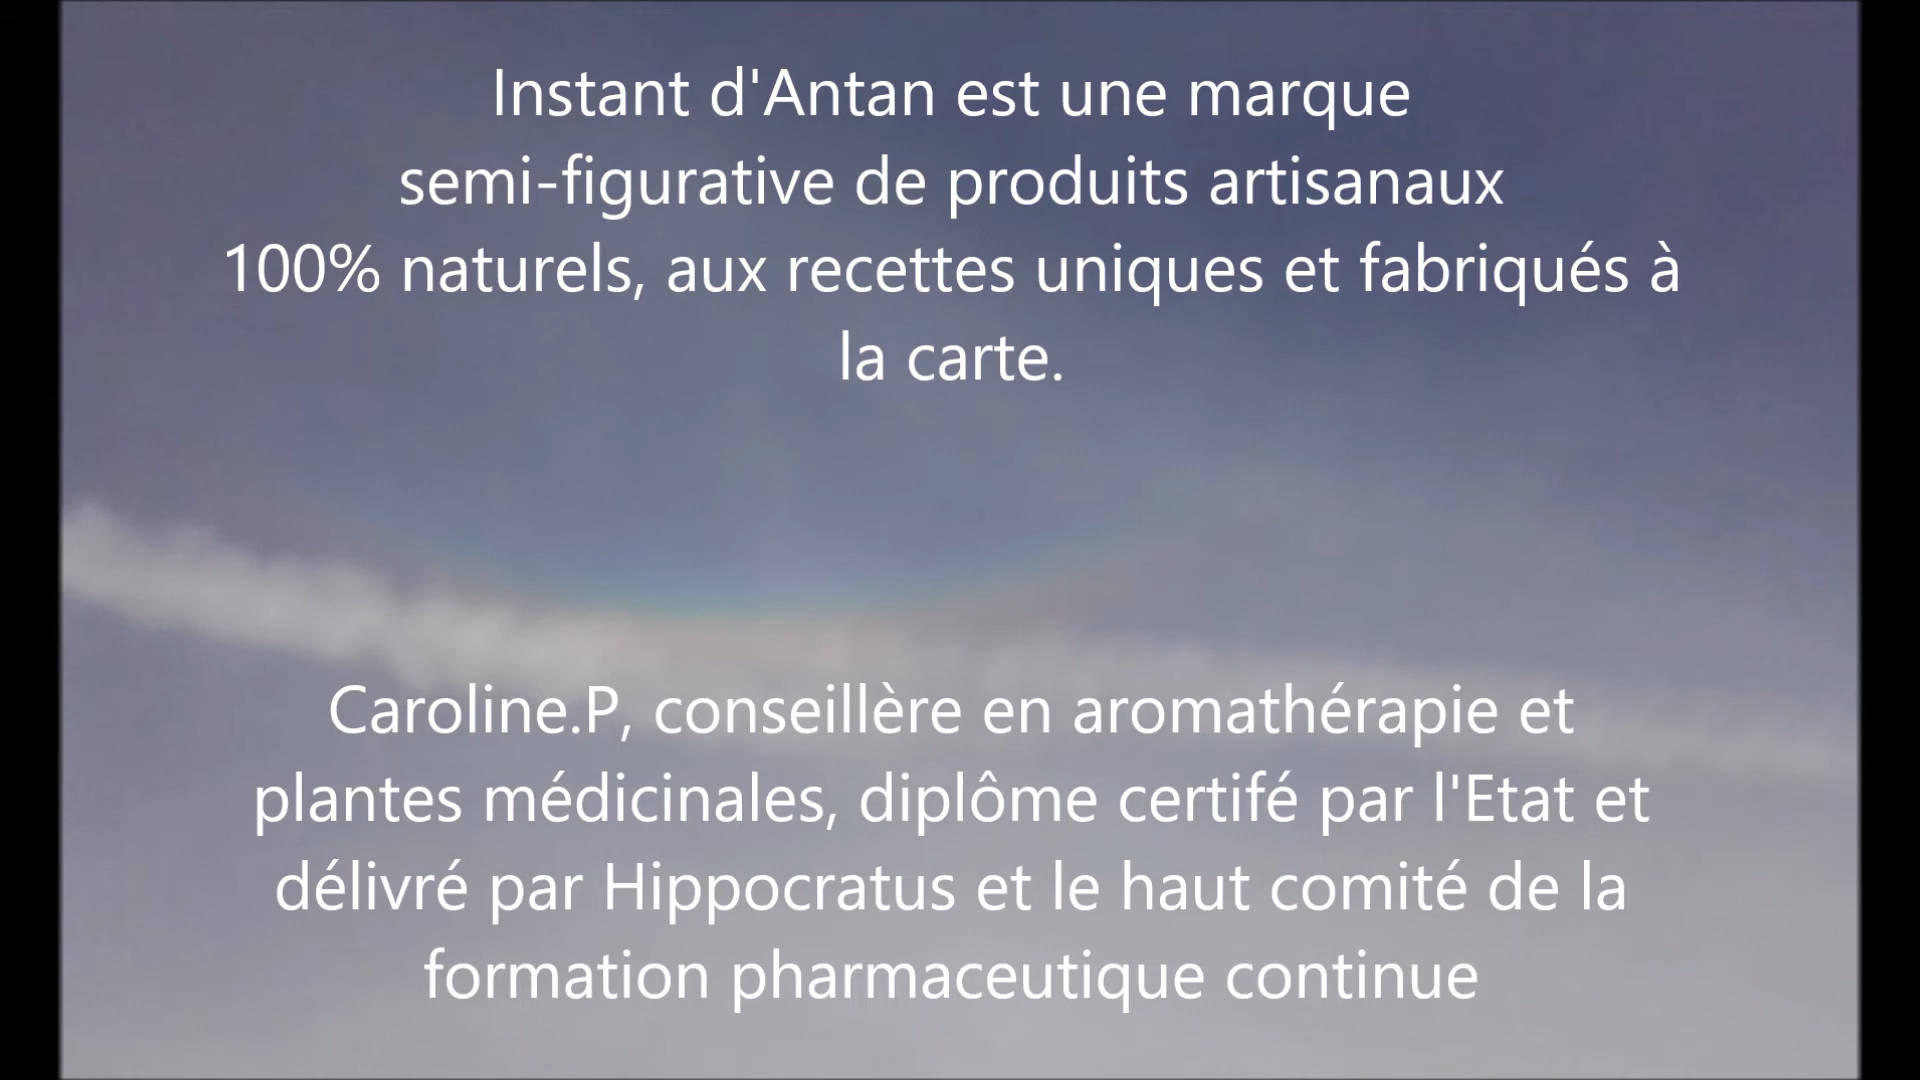 Instant d'Antan est une marque
semi-figurative de produits artisanaux
100% naturels, aux recettes uniques et fabriqués à
la carte.
Caroline.P, conseillère en aromathérapie et
plantes médicinales, diplôme certifé par l'Etat et
délivré par Hippocratus et le haut comité de la
formation pharmaceutique continue